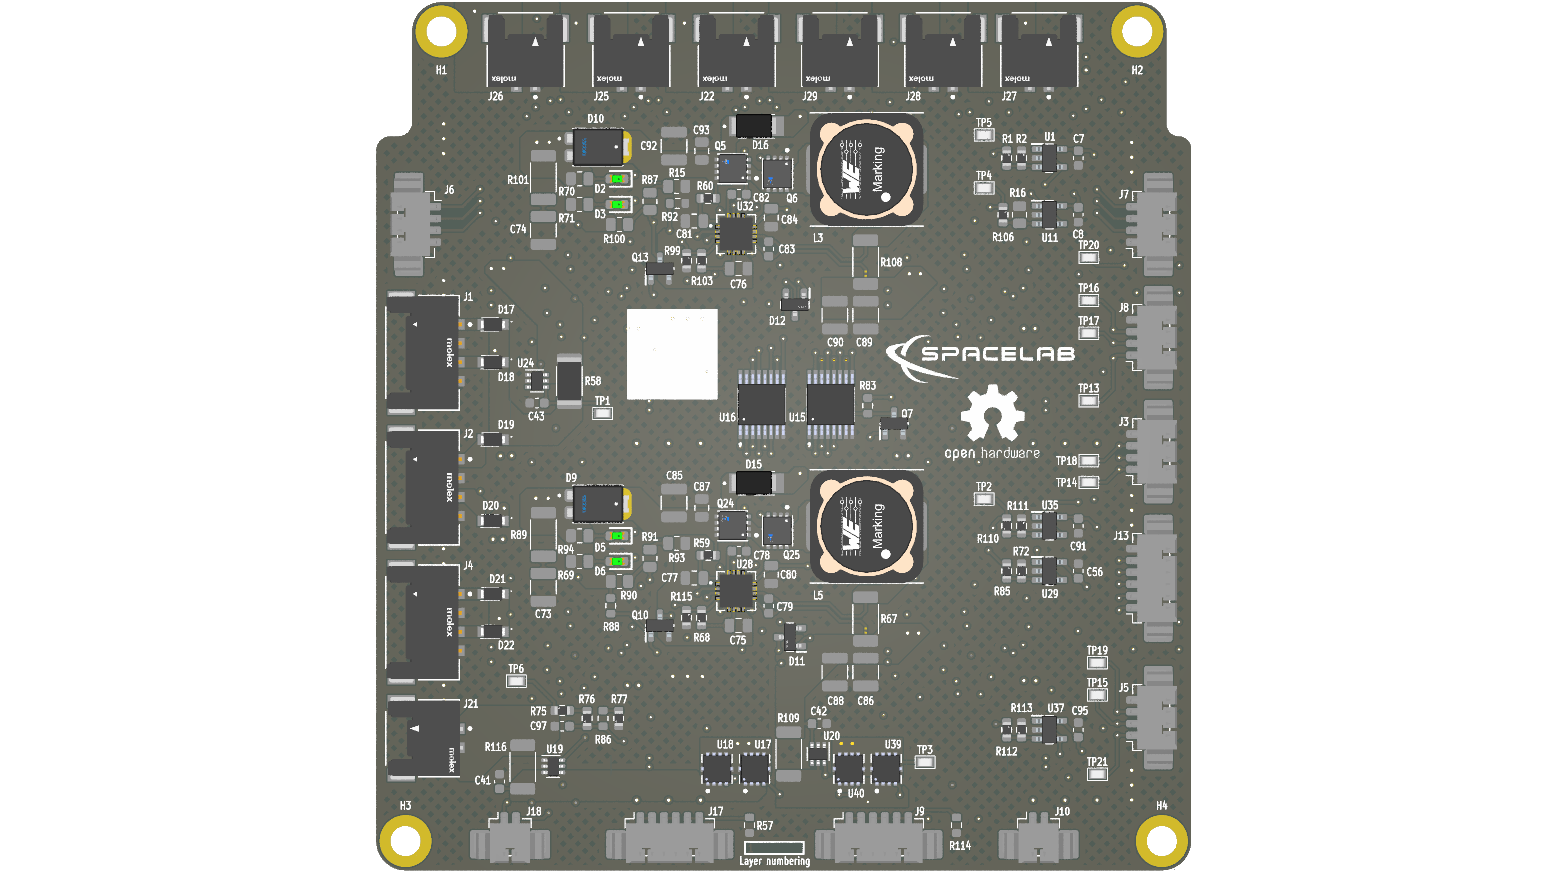 H1
H2
J26
J25
J22
J29
J28
J27
molex
molex
molex
molex
molex
molex
D10
C93
D16
TP5
U1
C92
Q5
R1 R2
C7
R101
R70
D2
R87
R15
R60
C82
Q6
TP4
R16
J6
J7
D3
R92
U32
C84
WE
Marking
C74
R71
R100
C81
R106
U11
C8
Q13
R99
C83
L3
TP20
R103
C76
R108
J1
D17
D12
TP16
J8
TP17
molex
C90
C89
SPACELAB
U24
D18
R58
R83
TP13
C43
TP1
U16
U15
Q7
J2
D19
J3
open hardware
D15
TP18
D9
C85
C87
TP14
molex
D20
Q24
TP2
R111
U35
J13
R89
R94
D5
R91
R93
R59
C78
Q25
WE
Marking
R110
C91
R72
D6
U28
C80
C56
J4
D21
R69
C77
R85
U29
C73
R90
R115
C79
L5
R88
Q10
R68
C75
R67
molex
D22
D11
TP6
TP19
C88
C86
TP15
J5
J21
R75
R76
R77
C42
R113
U37
C95
C97
R86
R109
R112
molex
R116
U19
U18
U17
U20
U39
TP3
TP21
C41
U40
H3
J18
J17
R57
J9
J10
H4
R114
Layer numbering